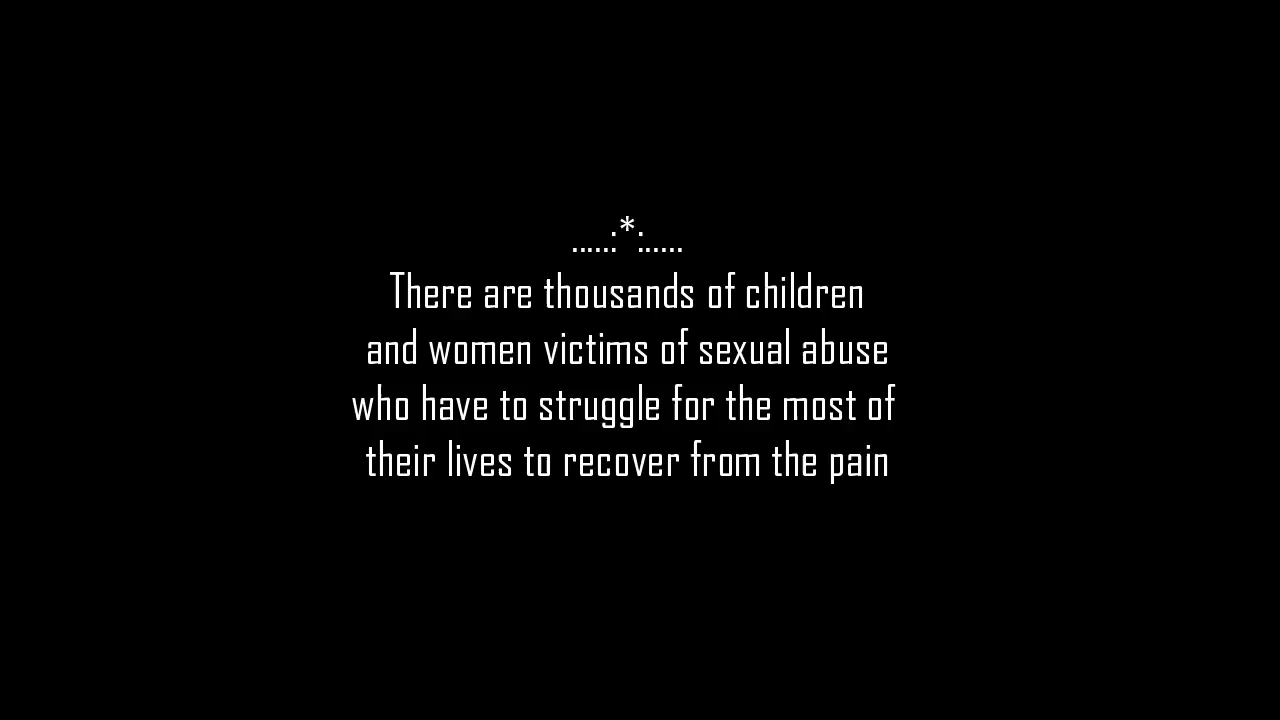 ......:*:......
There are thousands of children
and women victims of sexual abuse
who have to struggle for the most of
their lives to recover from the pain